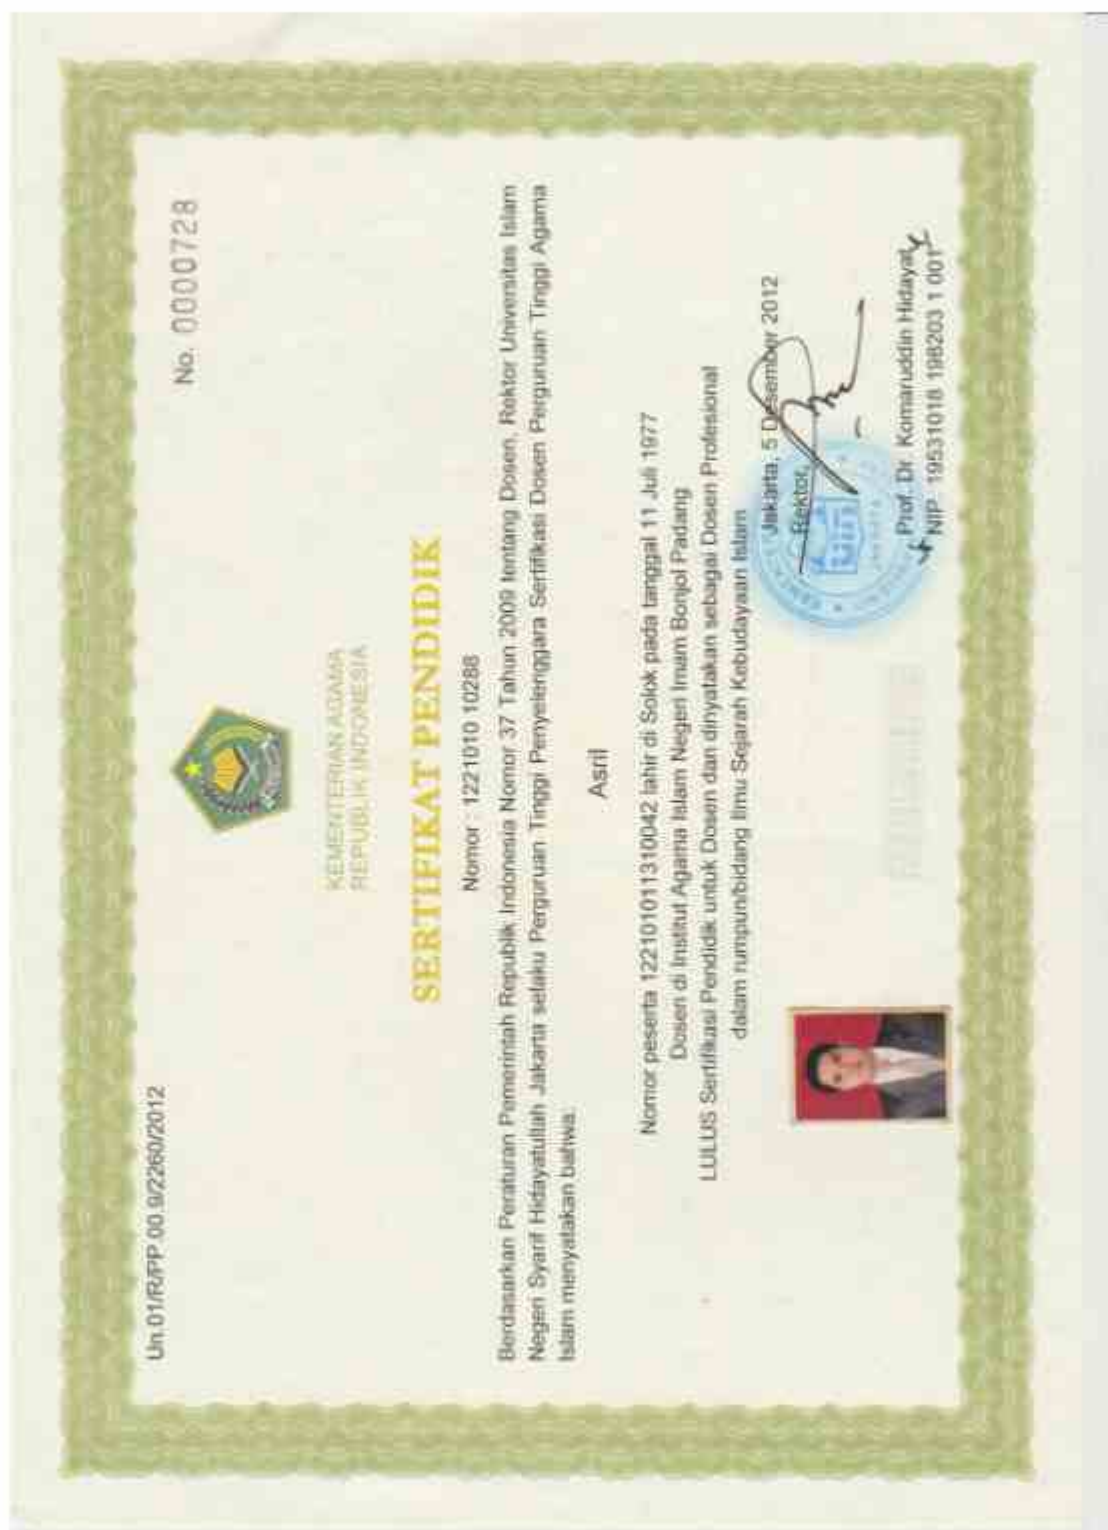 Un.01/R/PP.00.9/2260/2012
No. 0000728
KEMENTERIAN AGAMA
REPUBLIK INDONESIA
SERTIFIKAT PENDIDIK
Nomor : 1221010 10288
Berdasarkan Peraturan Pemerintah Republik Indonesia Nomor 37 Tahun 2009 tentang Dosen, Rektor Universitas Islam
Negeri Syarif Hidayatullah Jakarta selaku Perguruan Tinggi Penyelenggara Sertifikasi Dosen Perguruan Tinggi Agama
Islam menyatakan bahwa:
Asril
Nomor peserta 122101011310042 lahir di Solok pada tanggal 11 Juli 1977
Dosen di Institut Agama Islam Negeri Imam Bonjol Padang
LULUS Sertifikasi Pendidik untuk Dosen dan dinyatakan sebagai Dosen Profesional
dalam rumpun/bidang Ilmu Sejarah Kebudayaan Islam
Jakarta, 5 Desember 2012
Rektor,
uin
Prof. Dr. Komaruddin Hidayat
NIP. 19531018 198203 1 001